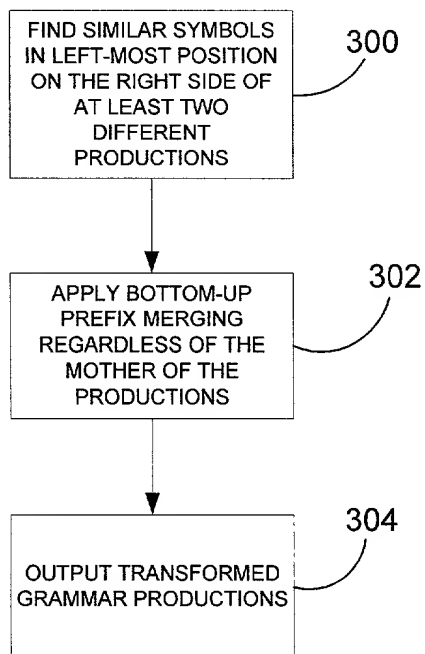 FIND SIMILAR SYMBOLS
IN LEFT-MOST POSITION
ON THE RIGHT SIDE OF
AT LEAST TWO
DIFFERENT
PRODUCTIONS
300
APPLY BOTTOM-UP
PREFIX MERGING
REGARDLESS OF THE
MOTHER OF THE
PRODUCTIONS
302
OUTPUT TRANSFORMED
GRAMMAR PRODUCTIONS
304